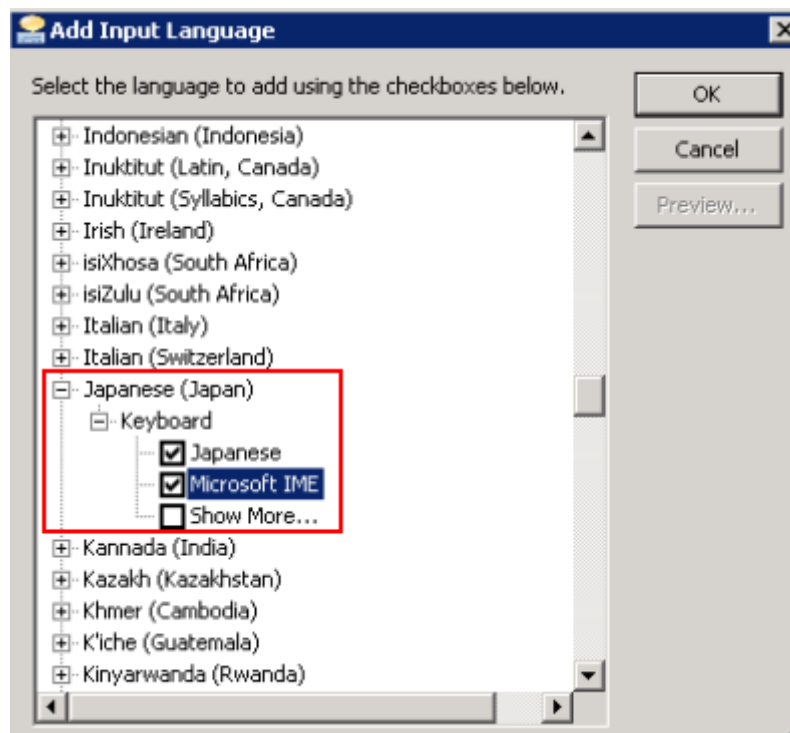 Add Input Language
Select the language to add using the checkboxes below.
OK
Cancel
Preview...
Indonesian (Indonesia)
Inuktitut (Latin, Canada)
Inuktitut (Syllabics, Canada)
Irish (Ireland)
isiXhosa (South Africa)
isiZulu (South Africa)
Italian (Italy)
Italian (Switzerland)
Japanese (Japan)
Keyboard
Japanese
Microsoft IME
Show More...
Kannada (India)
Kazakh (Kazakhstan)
Khmer (Cambodia)
K'iche (Guatemala)
Kinyarwanda (Rwanda)